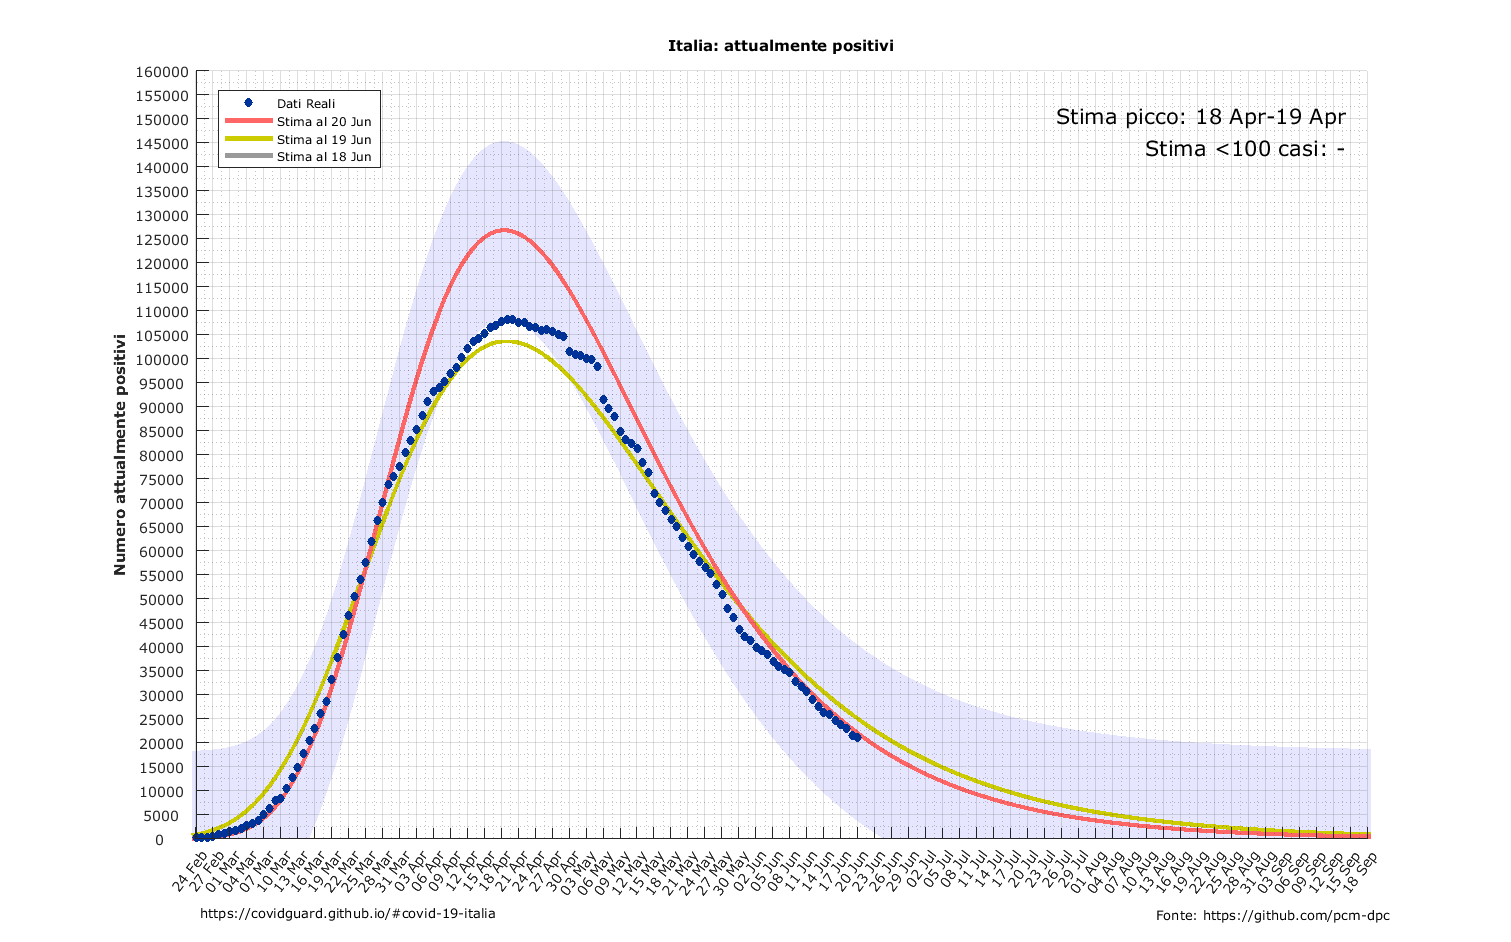 Italia: attualmente positivi
160000
155000
150000
145000
140000
135000
130000
125000
120000
115000
110000
105000
100000
95000
90000
85000
80000
75000
70000
65000
60000
55000
50000
45000
40000
35000
30000
25000
20000
15000
10000
5000
0
Numero attualmente positivi
Dati Reali
Stima al 20 Jun
Stima al 19 Jun
Stima al 18 Jun
Stima picco: 18 Apr-19 Apr
Stima <100 casi: -
24 Feb
27 Feb
01 Mar
04 Mar
07 Mar
10 Mar
13 Mar
16 Mar
19 Mar
22 Mar
25 Mar
28 Mar
31 Mar
03 Apr
06 Apr
09 Apr
12 Apr
15 Apr
18 Apr
21 Apr
24 Apr
27 Apr
30 Apr
03 May
06 May
09 May
12 May
15 May
18 May
21 May
24 May
27 May
30 May
02 Jun
05 Jun
08 Jun
11 Jun
14 Jun
17 Jun
20 Jun
23 Jun
26 Jun
29 Jun
02 Jul
05 Jul
08 Jul
11 Jul
14 Jul
17 Jul
20 Jul
23 Jul
26 Jul
29 Jul
01 Aug
04 Aug
07 Aug
10 Aug
13 Aug
16 Aug
19 Aug
22 Aug
25 Aug
28 Aug
31 Aug
03 Sep
06 Sep
09 Sep
12 Sep
15 Sep
18 Sep
https://covidguard.github.io/#covid-19-italia
Fonte: https://github.com/pcm-dpc